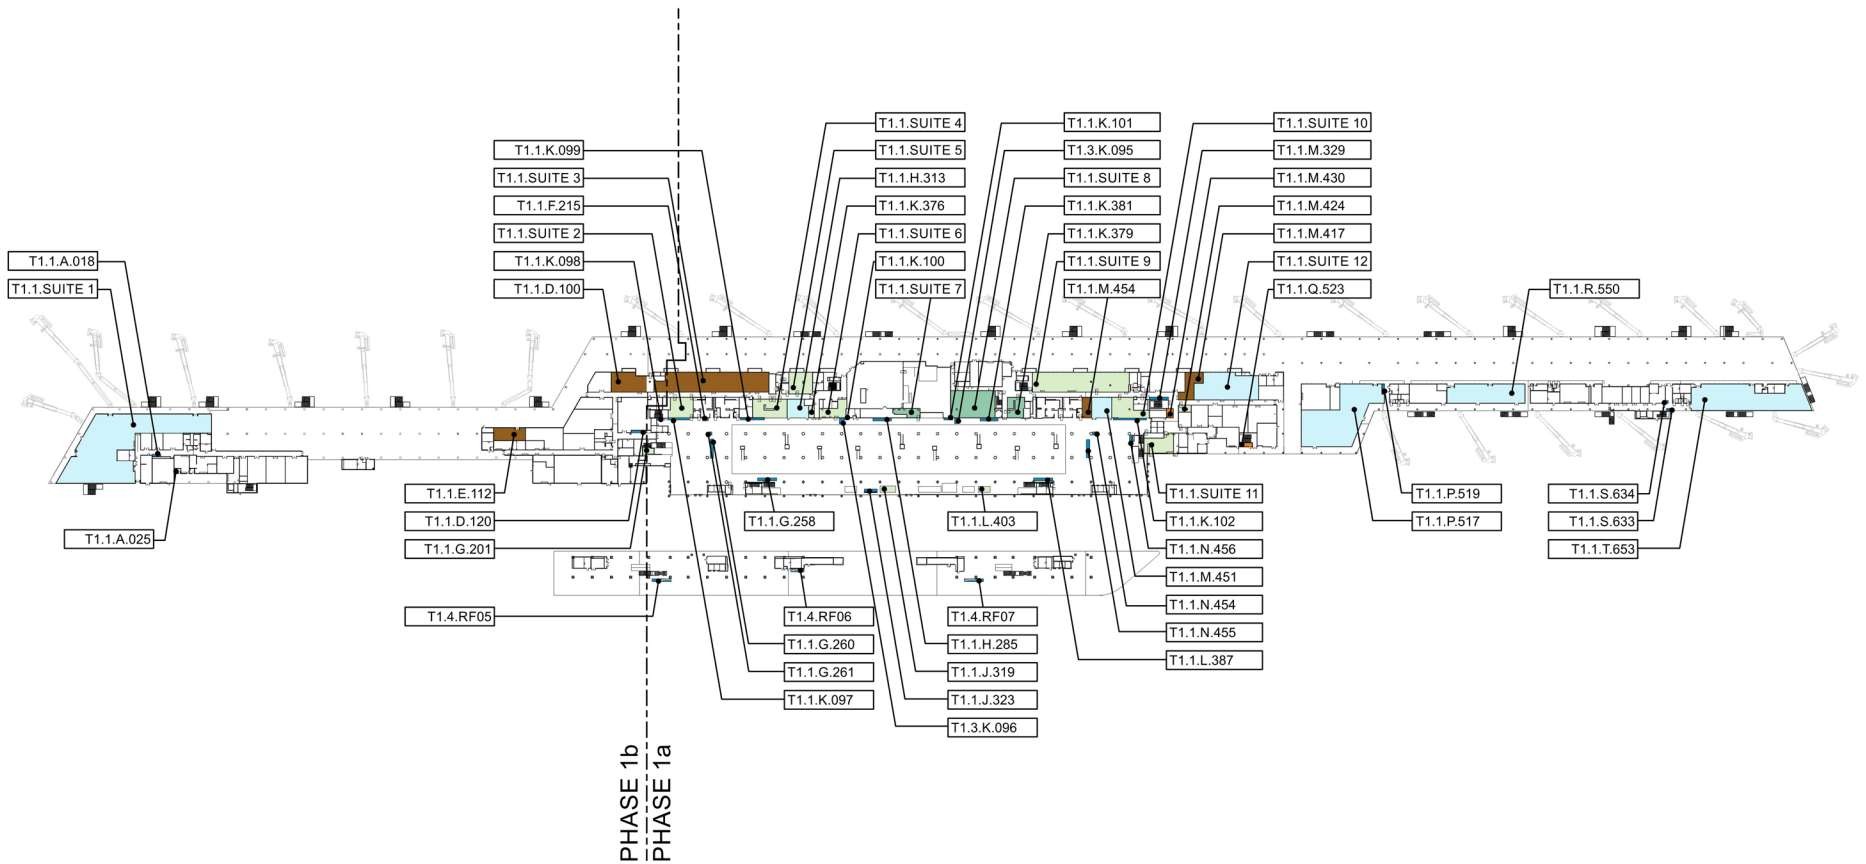 T1.1.SUITE 4
T1.1.K.101
T1.1.SUITE 10
T1.1.K.099
T1.1.SUITE 5
T1.3.K.095
T1.1.M.329
T1.1.SUITE 3
T1.1.H.313
T1.1.SUITE 8
T1.1.M.430
T1.1.F.215
T1.1.K.376
T1.1.K.381
T1.1.M.424
T1.1.SUITE 2
T1.1.SUITE 6
T1.1.K.379
T1.1.M.417
T1.1.A.018
T1.1.K.098
T1.1.K.100
T1.1.SUITE 9
T1.1.SUITE 12
T1.1.SUITE 1
T1.1.D.100
T1.1.SUITE 7
T1.1.M.454
T1.1.Q.523
T1.1.R.550
T1.1.E.112
T1.1.SUITE 11
T1.1.P.519
T1.1.S.634
T1.1.D.120
T1.1.G.258
T1.1.L.403
T1.1.K.102
T1.1.P.517
T1.1.S.633
T1.1.A.025
T1.1.G.201
T1.1.N.456
T1.1.T.653
T1.1.M.451
T1.1.N.454
T1.4.RF05
T1.4.RF06
T1.4.RF07
T1.1.N.455
T1.1.G.260
T1.1.H.285
T1.1.L.387
T1.1.G.261
T1.1.J.319
T1.1.K.097
T1.1.J.323
T1.3.K.096
PHASE 1b
PHASE 1a